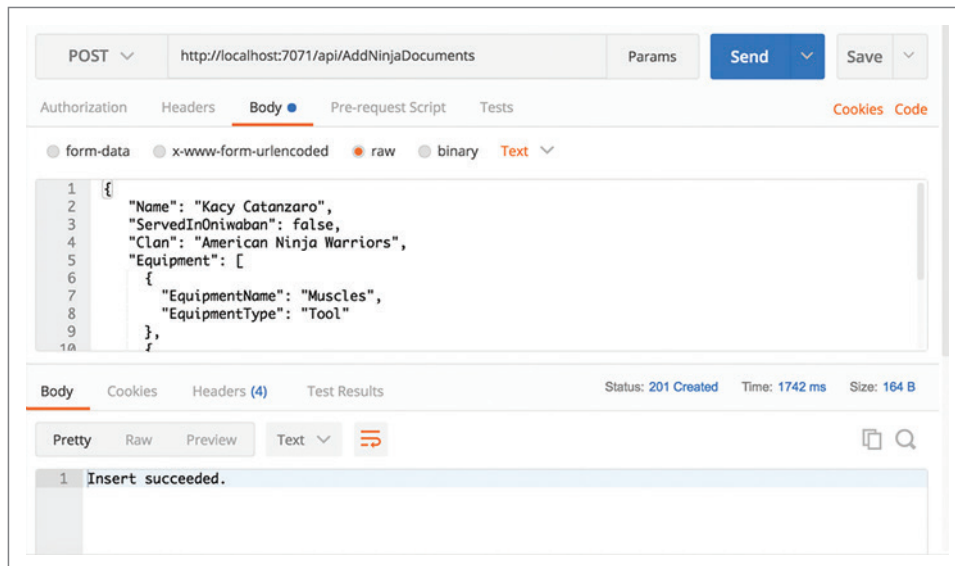 POST http://localhost:7071/api/AddNinjaDocuments Params Send Save
Authorization Headers Body Pre-request Script Tests Cookies Code
form-data x-www-form-urlencoded raw binary Text
1 {
2 "Name": "Kacy Catanzaro",
3 "ServedInOniwaban": false,
4 "Clan": "American Ninja Warriors",
5 "Equipment": [
6 {
7 "EquipmentName": "Muscles",
8 "EquipmentType": "Tool"
9 },
10 {
Body Cookies Headers (4) Test Results Status: 201 Created Time: 1742 ms Size: 164 B
Pretty Raw Preview Text
1 Insert succeeded.